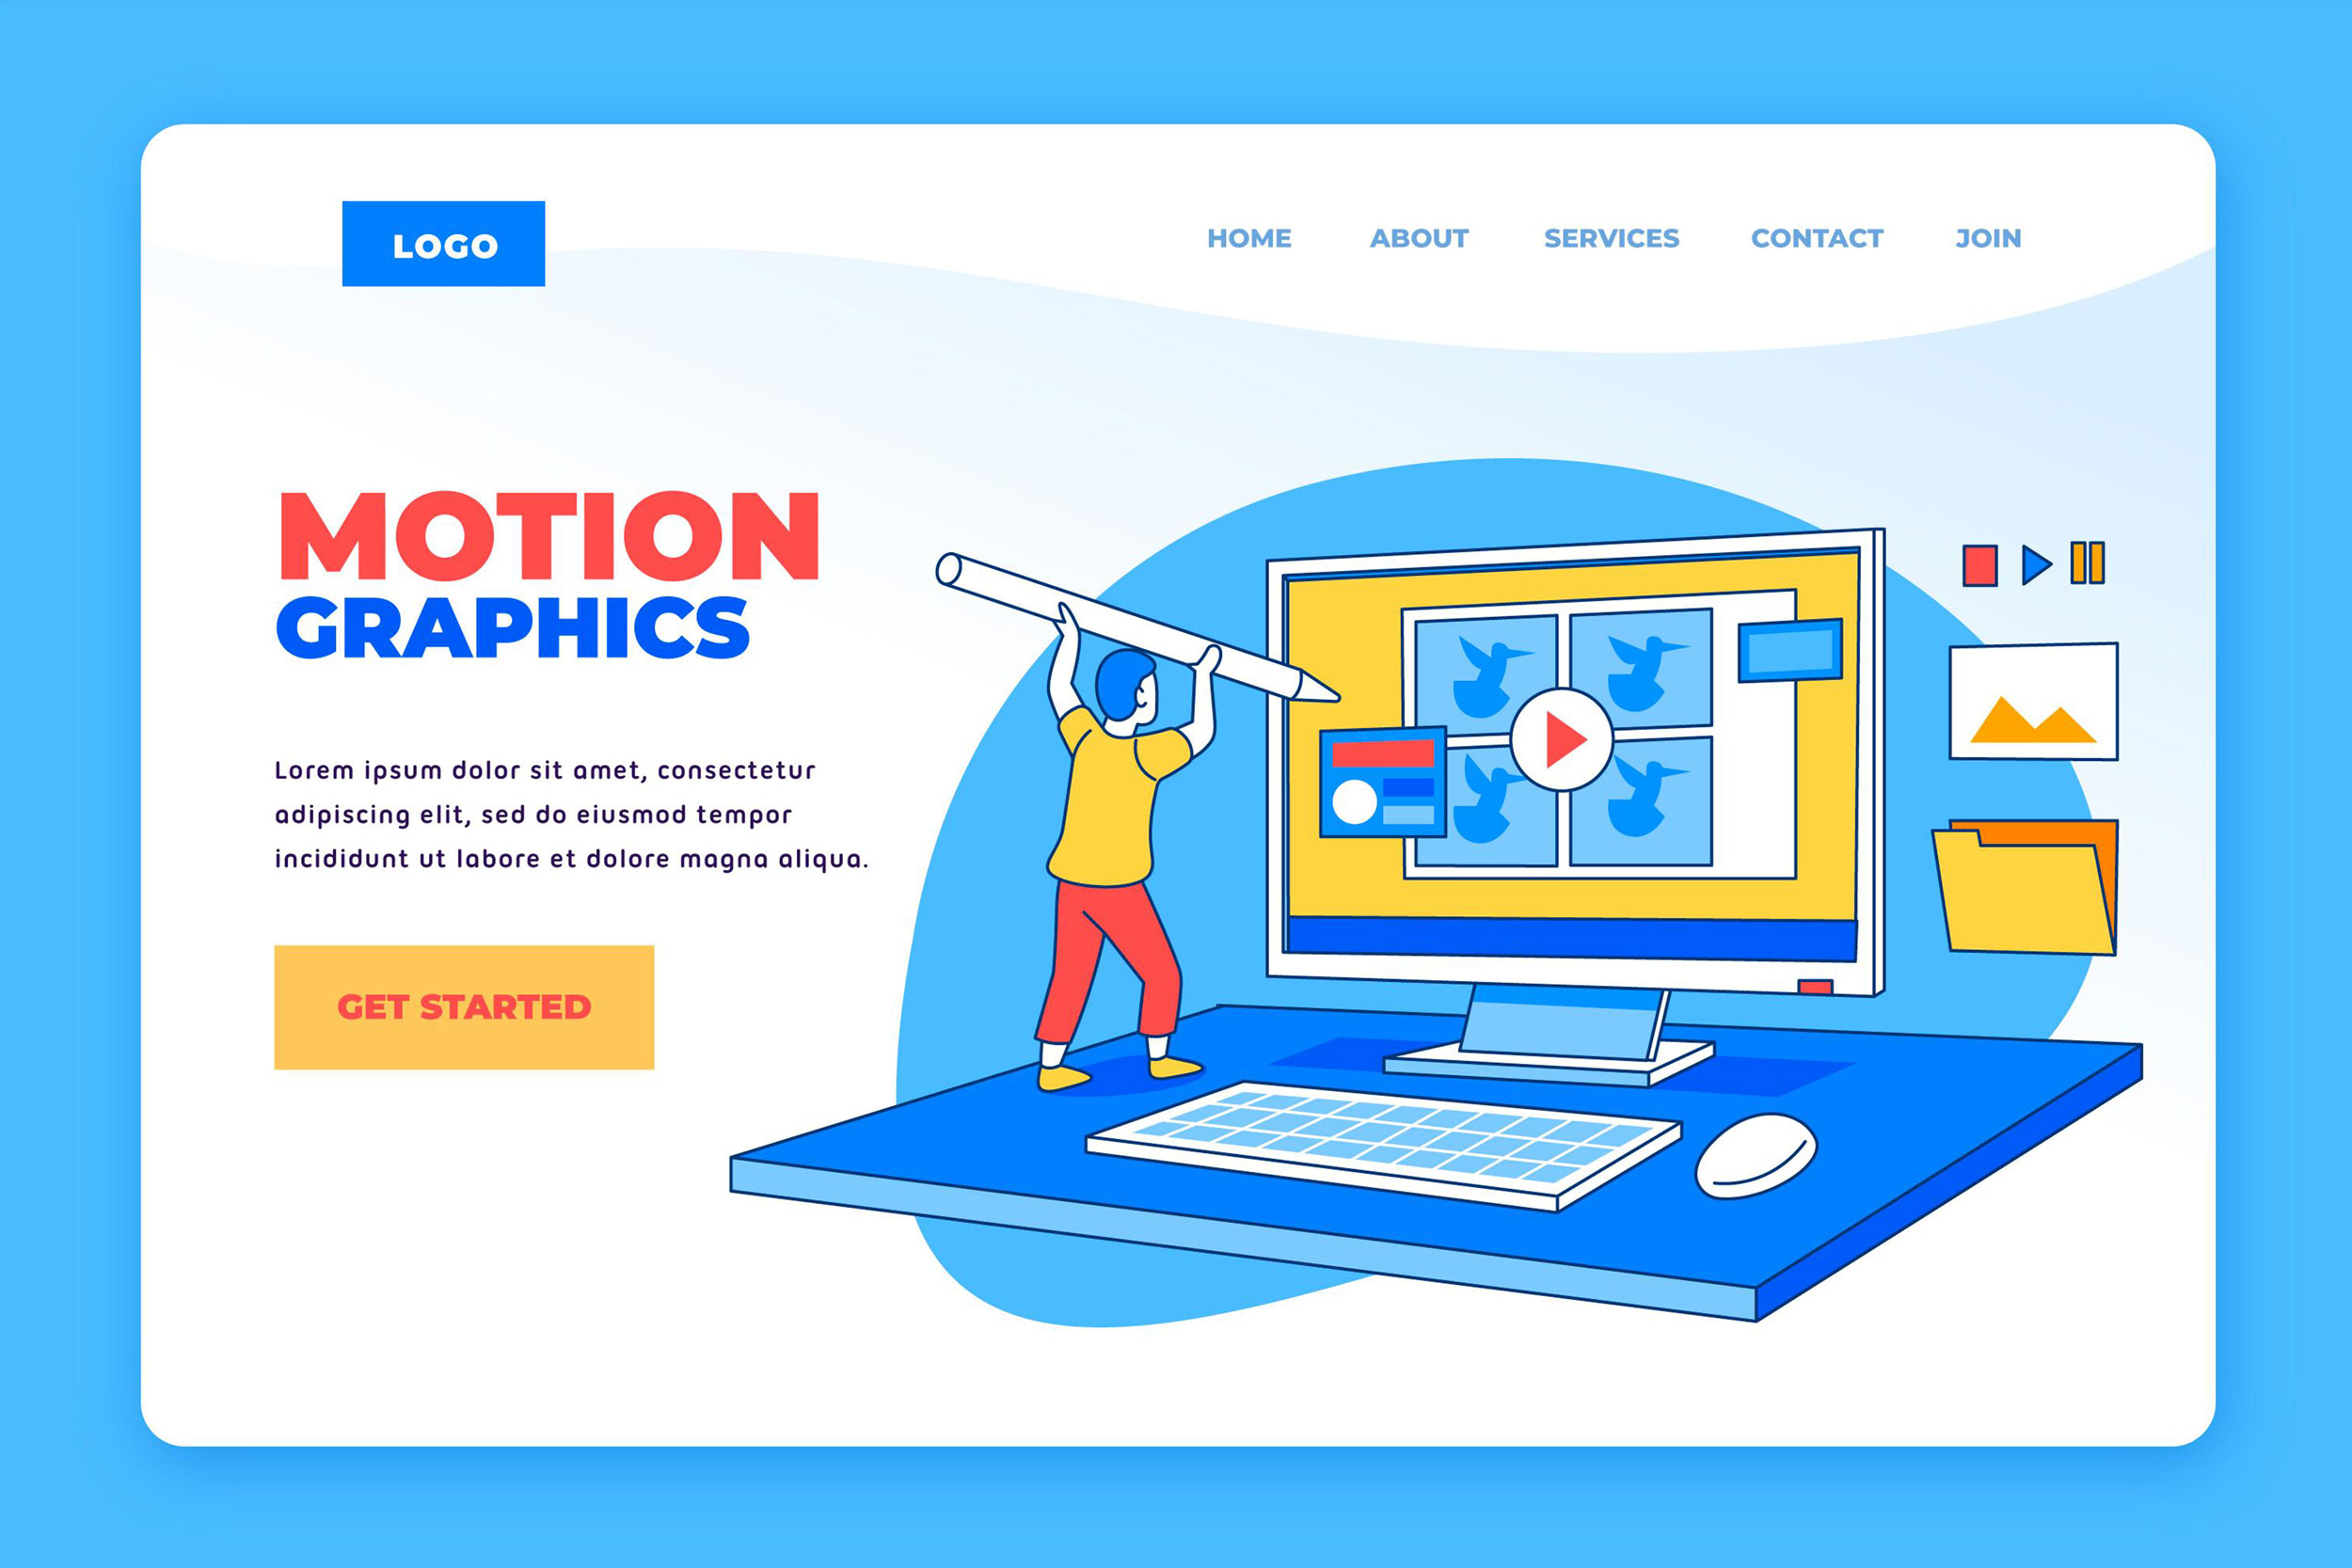 LOGO
HOME ABOUT SERVICES CONTACT JOIN
MOTION
GRAPHICS
Lorem ipsum dolor sit amet, consectetur
adipiscing elit, sed do eiusmod tempor
incididunt ut labore et dolore magna aliqua.
GET STARTED